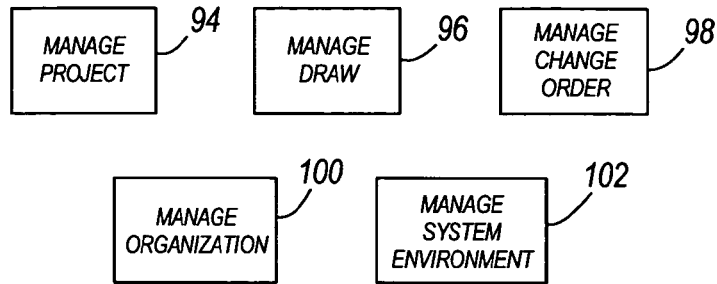 MANAGE
PROJECT
94
MANAGE
DRAW
96
MANAGE
CHANGE
ORDER
98
MANAGE
ORGANIZATION
100
MANAGE
SYSTEM
ENVIRONMENT
102